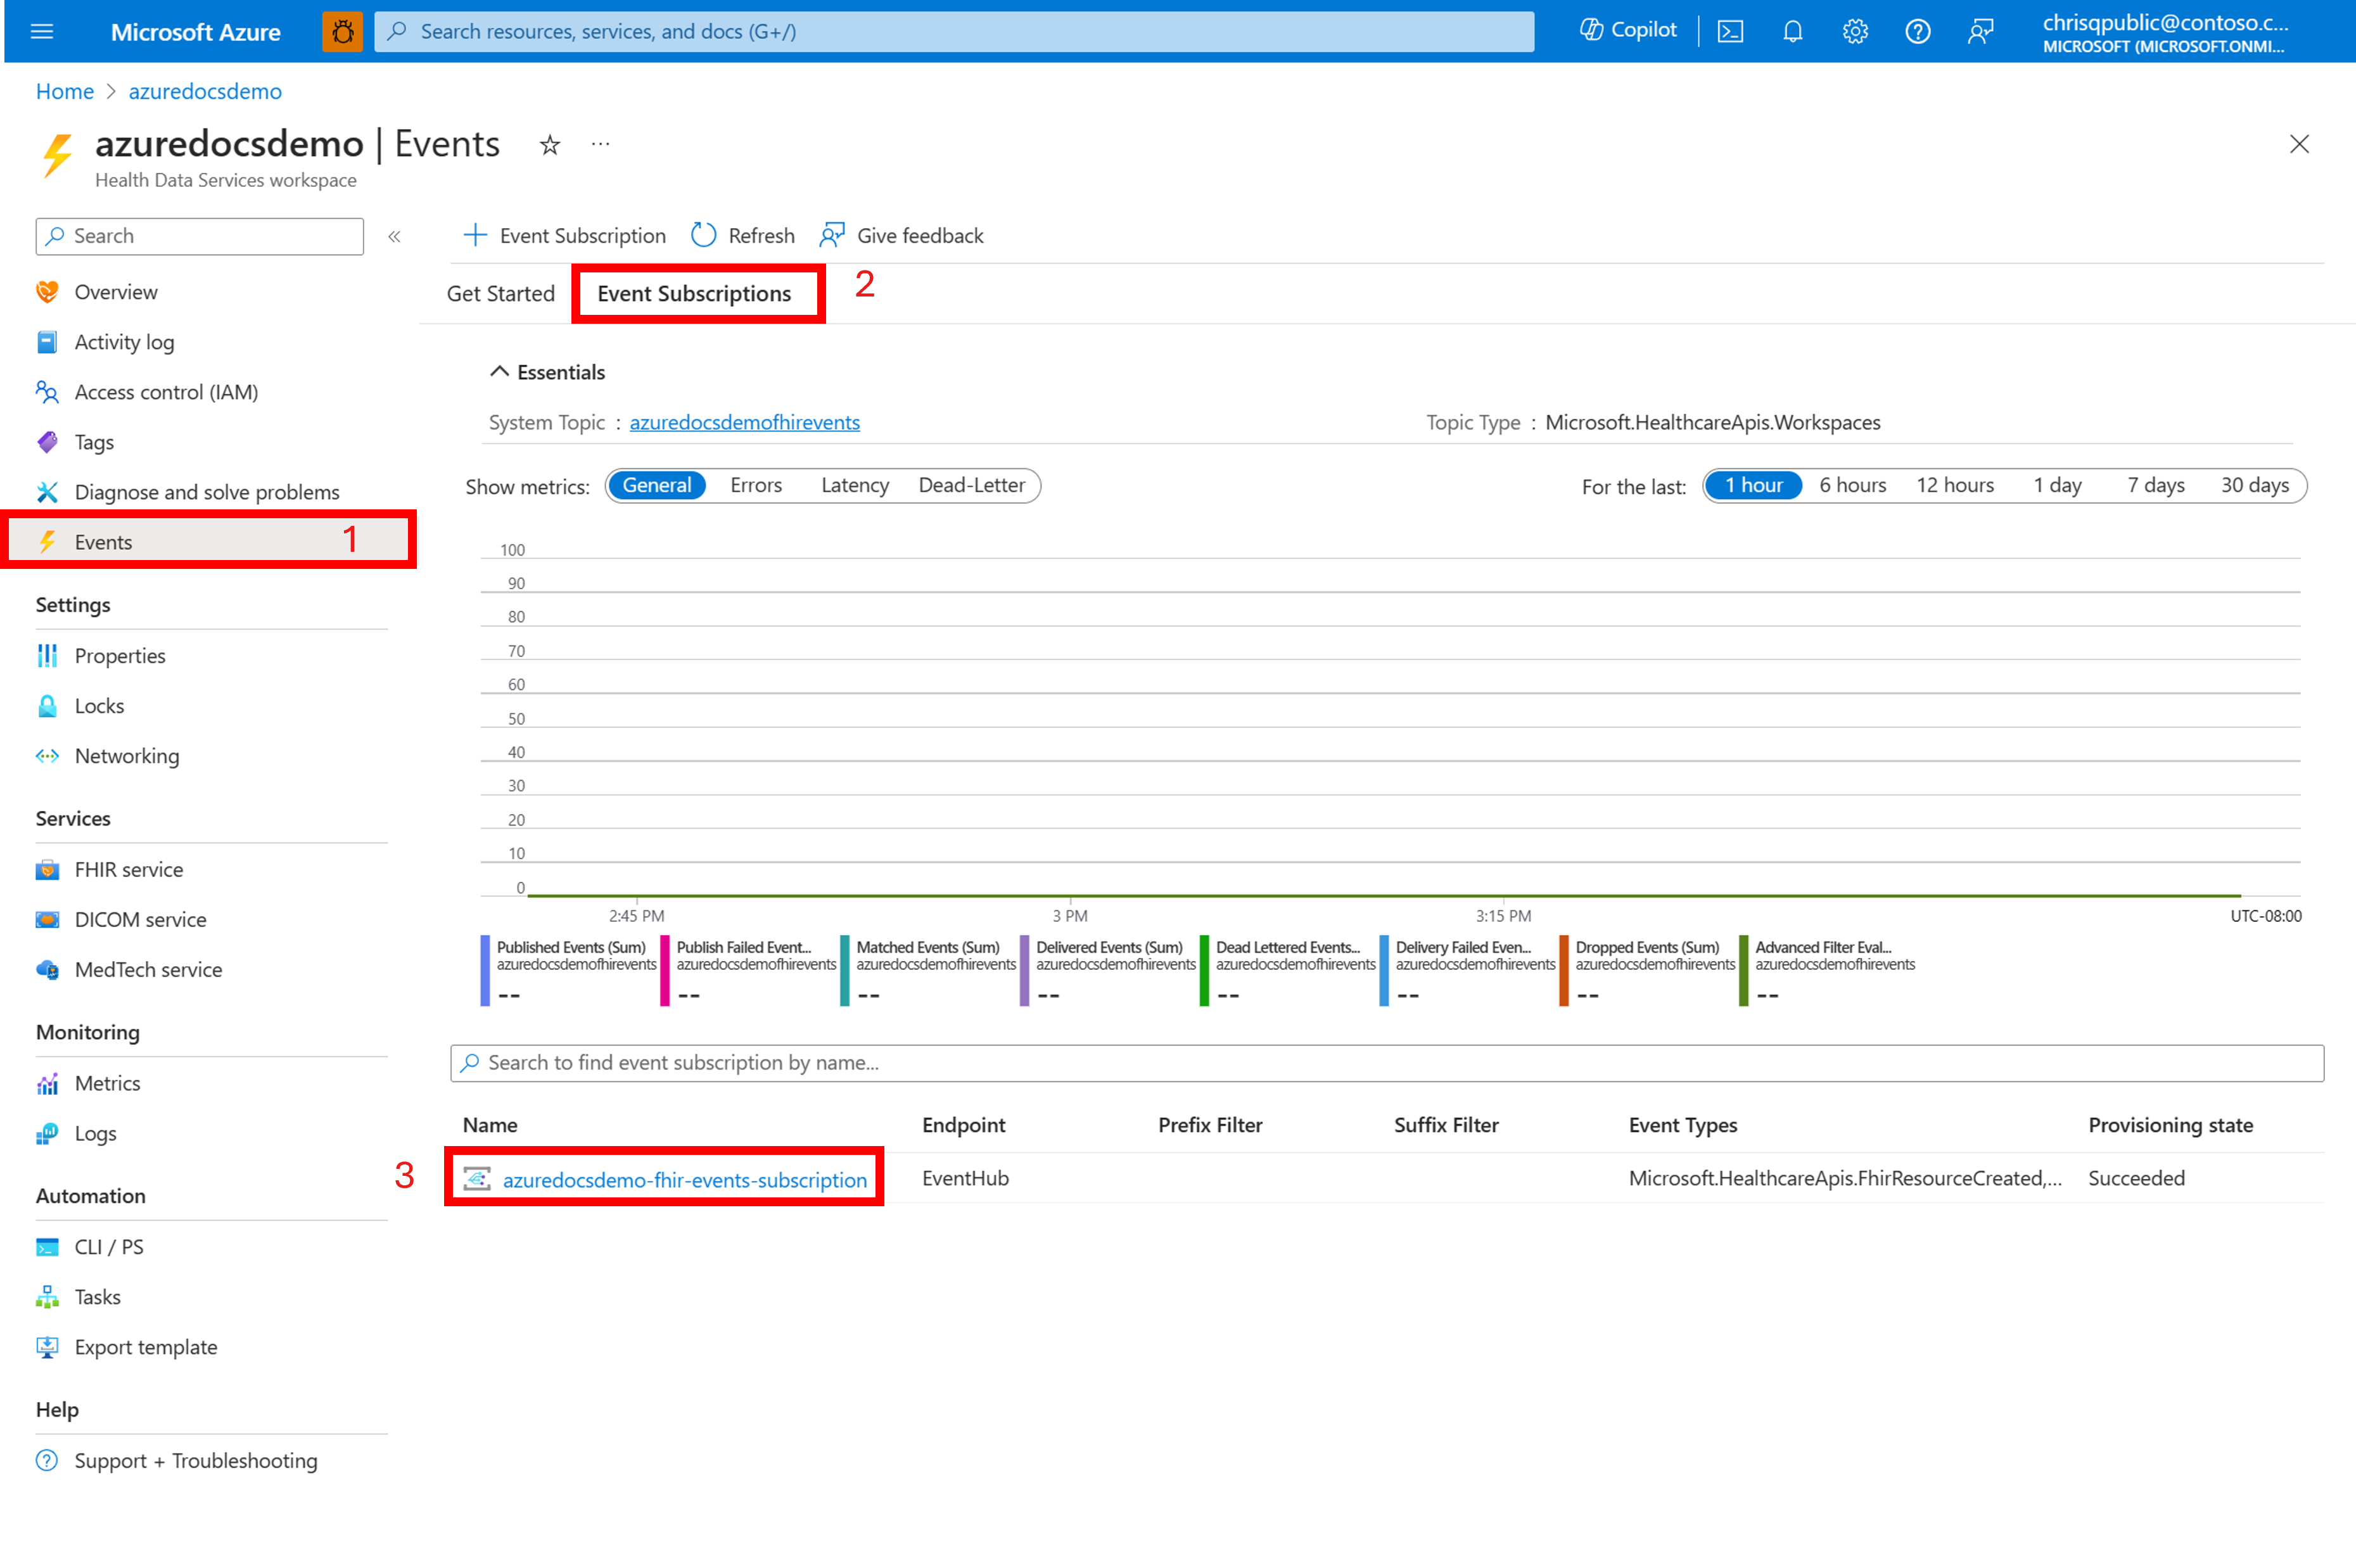 Microsoft Azure
Search resources, services, and docs (G+/)
Copilot
chrisqpublic@contoso.c...
MICROSOFT (MICROSOFT.ONMI...
Home > azuredocsdemo
azuredocsdemo | Events
Health Data Services workspace
Search
Overview
Activity log
Access control (IAM)
Tags
Diagnose and solve problems
Events 1
Settings
Properties
Locks
Networking
Services
FHIR service
DICOM service
MedTech service
Monitoring
Metrics
Logs
Automation
CLI / PS
Tasks
Export template
Help
Support + Troubleshooting
Event Subscription Refresh Give feedback
Get Started Event Subscriptions 2
Essentials
System Topic : azuredocsdemofhirevents Topic Type : Microsoft.HealthcareApis.Workspaces
Show metrics: General Errors Latency Dead-Letter For the last: 1 hour 6 hours 12 hours 1 day 7 days 30 days
100
90
80
70
60
50
40
30
20
10
0
2:45 PM 3 PM 3:15 PM UTC-08:00
Published Events (Sum) Publish Failed Event... Matched Events (Sum) Delivered Events (Sum) Dead Lettered Events... Delivery Failed Even... Dropped Events (Sum) Advanced Filter Eval...
azuredocsdemofhirevents azuredocsdemofhirevents azuredocsdemofhirevents azuredocsdemofhirevents azuredocsdemofhirevents azuredocsdemofhirevents azuredocsdemofhirevents azuredocsdemofhirevents
-- -- -- -- -- -- -- --
Search to find event subscription by name...
Name Endpoint Prefix Filter Suffix Filter Event Types Provisioning state
3 azuredocsdemo-fhir-events-subscription EventHub Microsoft.HealthcareApis.FhirResourceCreated,... Succeeded